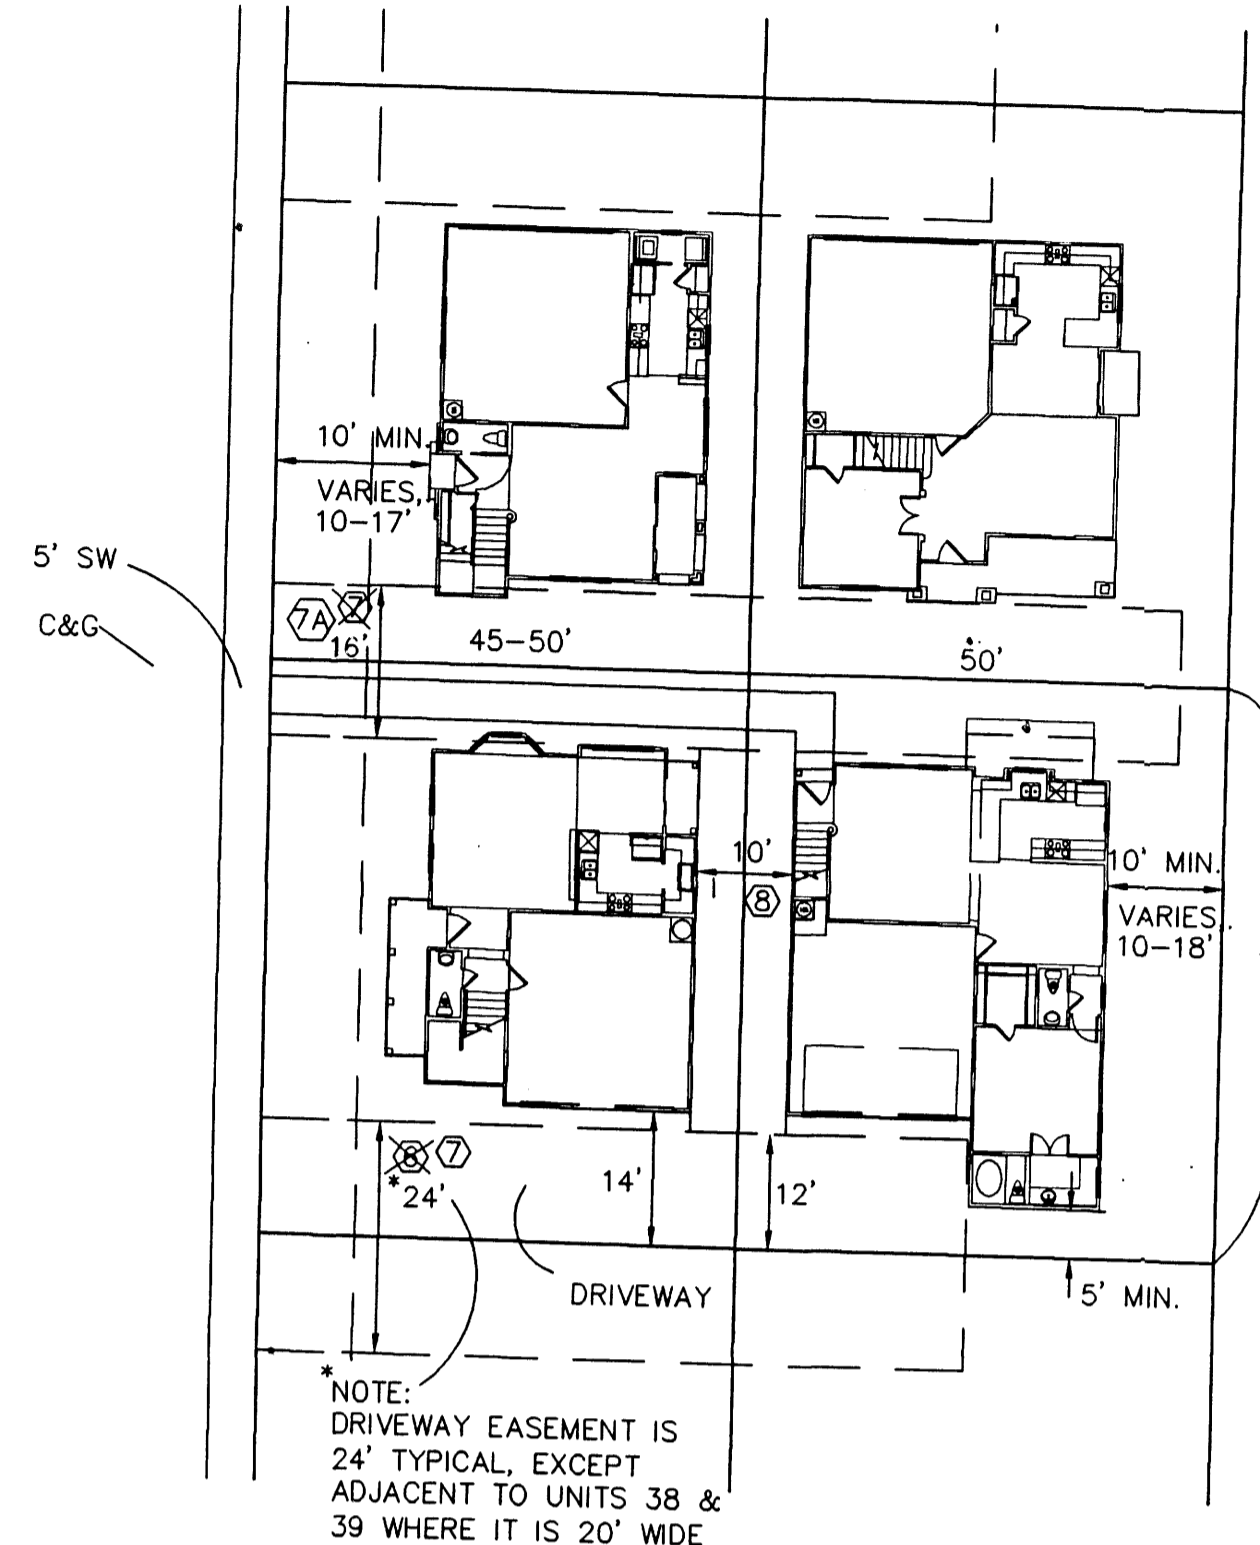 10' MIN.
VARIES,
10-17'
5' SW
C&G
7A
7
16'
45-50'
50'
10'
8
10' MIN.
VARIES,
10-18'
6
7
*24'
14'
12'
DRIVEWAY
5' MIN.
*
NOTE:
DRIVEWAY EASEMENT IS
24' TYPICAL, EXCEPT
ADJACENT TO UNITS 38 &
39 WHERE IT IS 20' WIDE